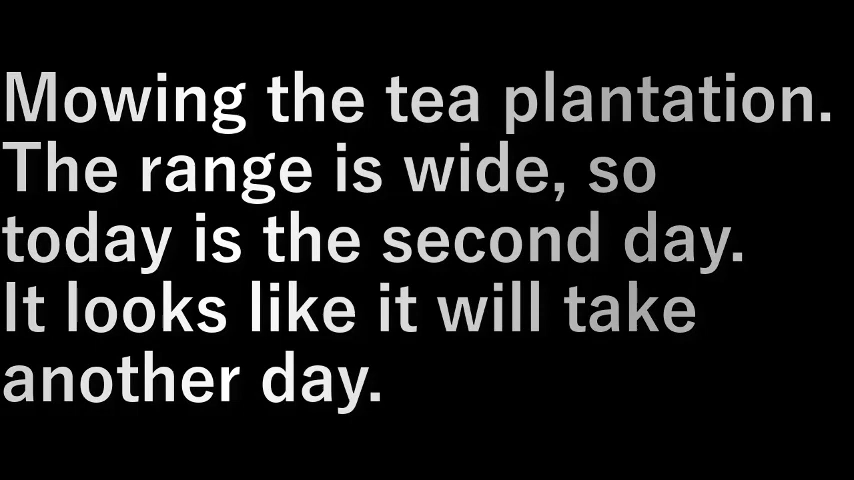 Mowing the tea plantation.
The range is wide, so
today is the second day.
It looks like it will take
another day.